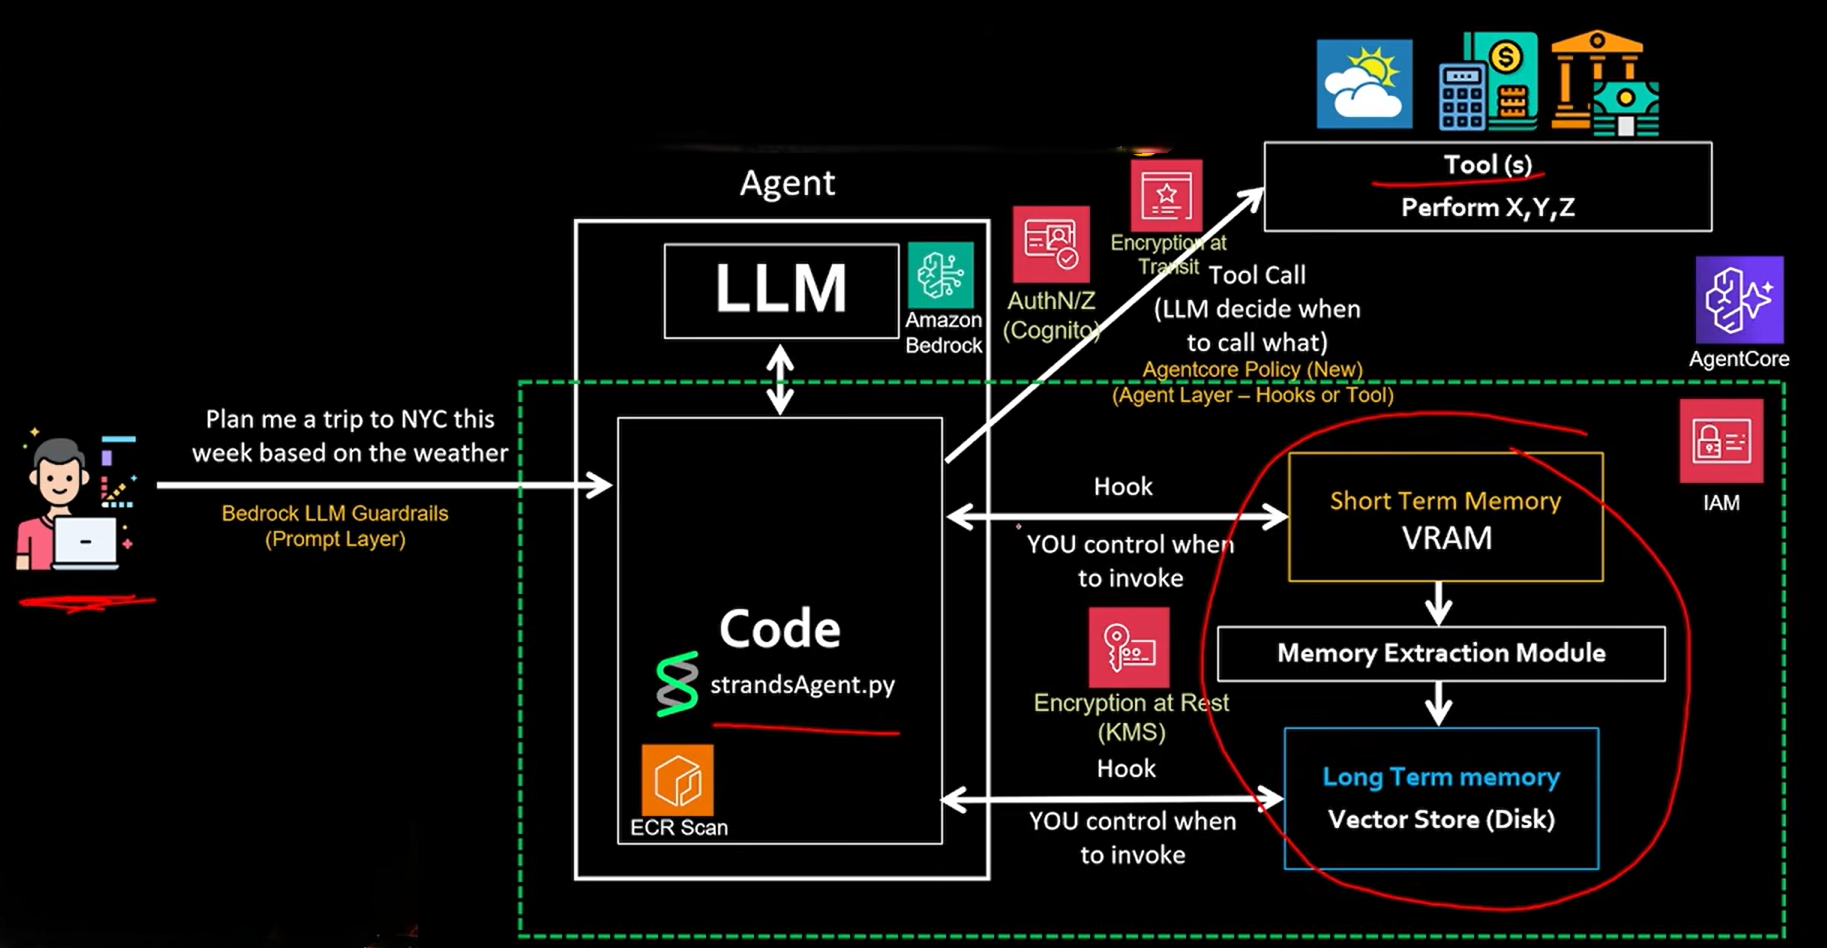 Agent
LLM
Amazon
Bedrock
AuthN/Z
(Cognito)
Encryption at
Transit
Tool (s)
Perform X,Y,Z
Tool Call
(LLM decide when
to call what)
Agentcore Policy (New)
(Agent Layer – Hooks or Tool)
AgentCore
IAM
Plan me a trip to NYC this
week based on the weather
Bedrock LLM Guardrails
(Prompt Layer)
Code
strandsAgent.py
ECR Scan
Hook
YOU control when
to invoke
Short Term Memory
VRAM
Encryption at Rest
(KMS)
Memory Extraction Module
Hook
YOU control when
to invoke
Long Term memory
Vector Store (Disk)